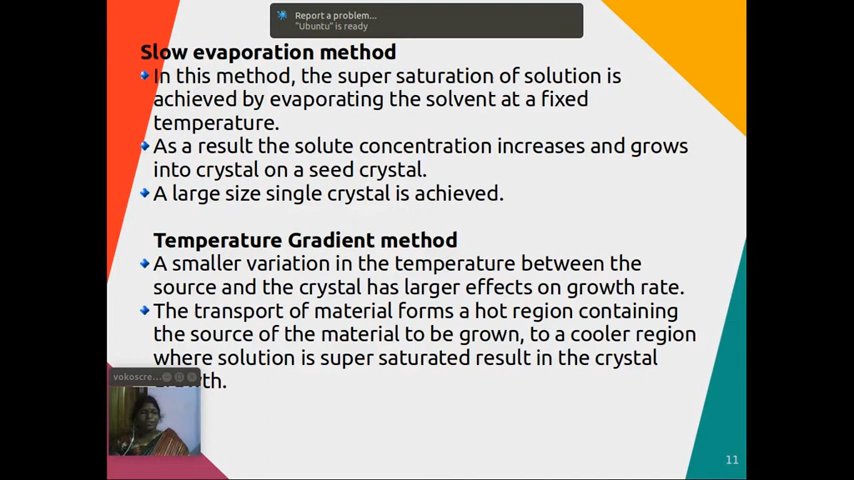 Report a problem...
"Ubuntu" is ready
Slow evaporation method
In this method, the super saturation of solution is
achieved by evaporating the solvent at a fixed
temperature.
As a result the solute concentration increases and grows
into crystal on a seed crystal.
A large size single crystal is achieved.
Temperature Gradient method
A smaller variation in the temperature between the
source and the crystal has larger effects on growth rate.
The transport of material forms a hot region containing
the source of the material to be grown, to a cooler region
where solution is super saturated result in the crystal
growth.
vokoscre...
11